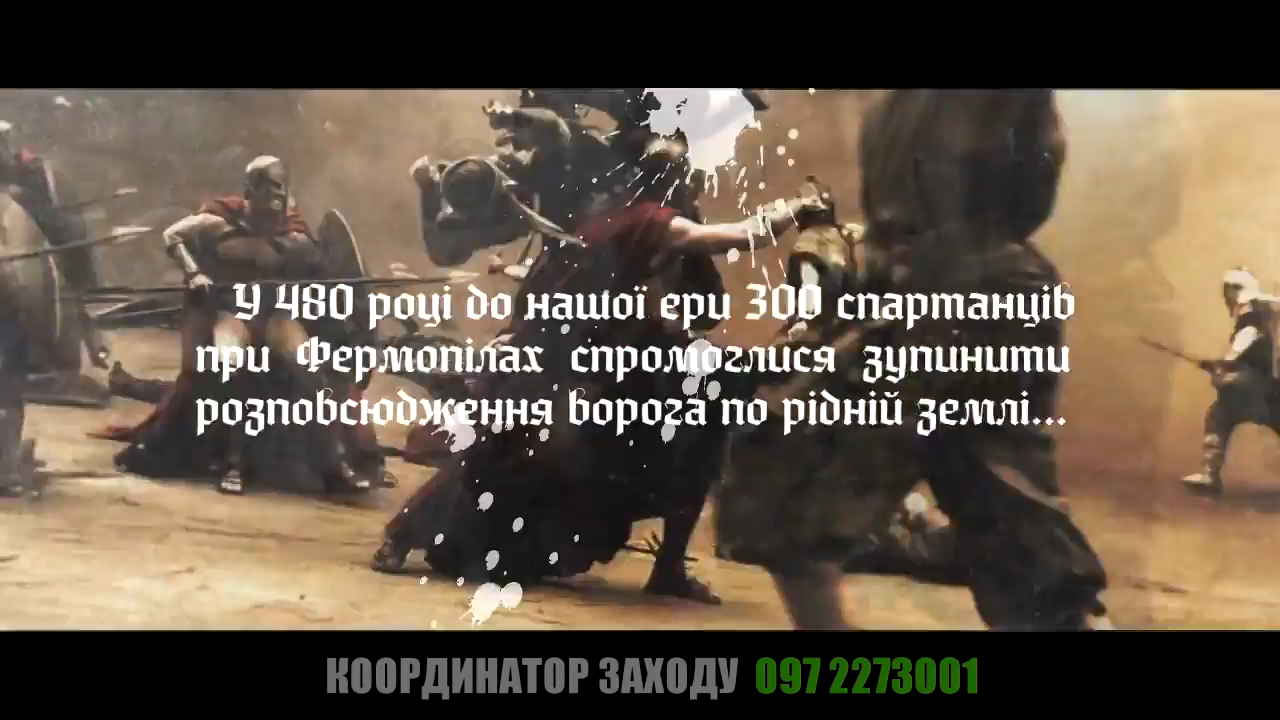 У 480 році до нашої ери 300 спартанців
при Фермопілах спромоглися зупинити
розповсюдження ворога по рідній землі...
КООРДИНАТОР ЗАХОДУ 097 2273001